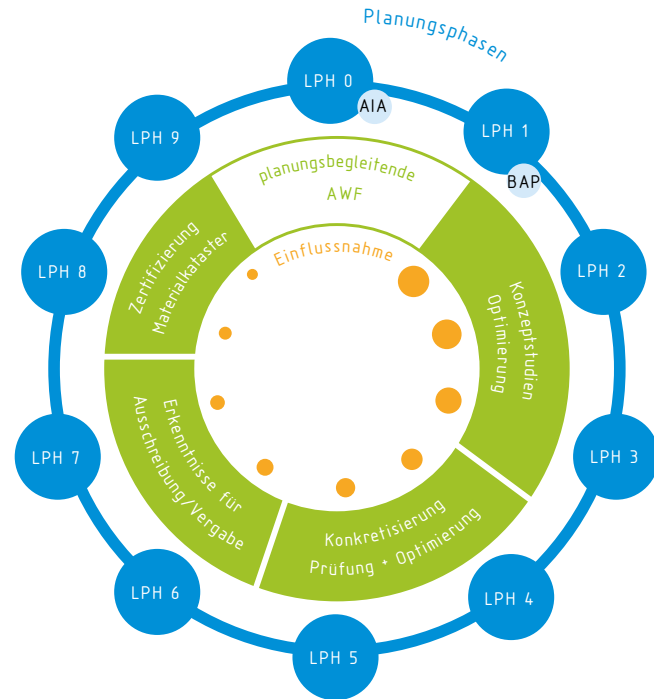 Planungsphasen
LPH 0
AIA
LPH 1
BAP
LPH 2
LPH 3
LPH 4
LPH 5
LPH 6
LPH 7
LPH 8
LPH 9
planungsbegleitende
AWF
Konzeptstudien
Optimierung
Konkretisierung
Prüfung + Optimierung
Erkenntnisse für
Ausschreibung/Vergabe
Zertifizierung
Materialkataster
Einflussnahme